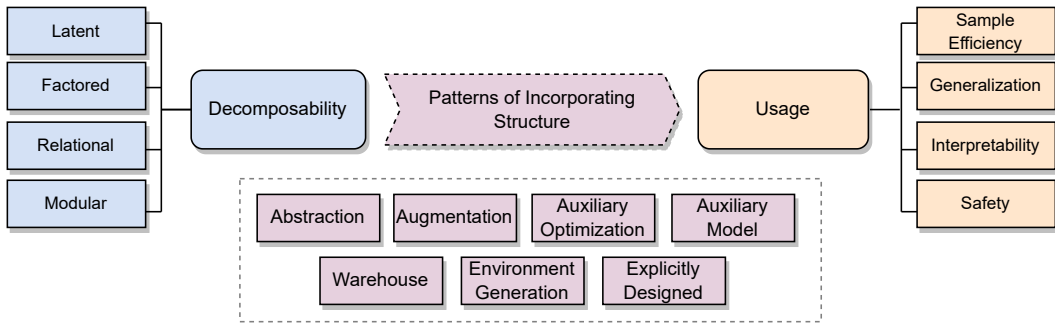 Latent
Factored
Relational
Modular
Decomposability
Patterns of Incorporating
Structure
Usage
Sample
Efficiency
Generalization
Interpretability
Safety
Abstraction
Augmentation
Auxiliary
Optimization
Auxiliary
Model
Warehouse
Environment
Generation
Explicitly
Designed